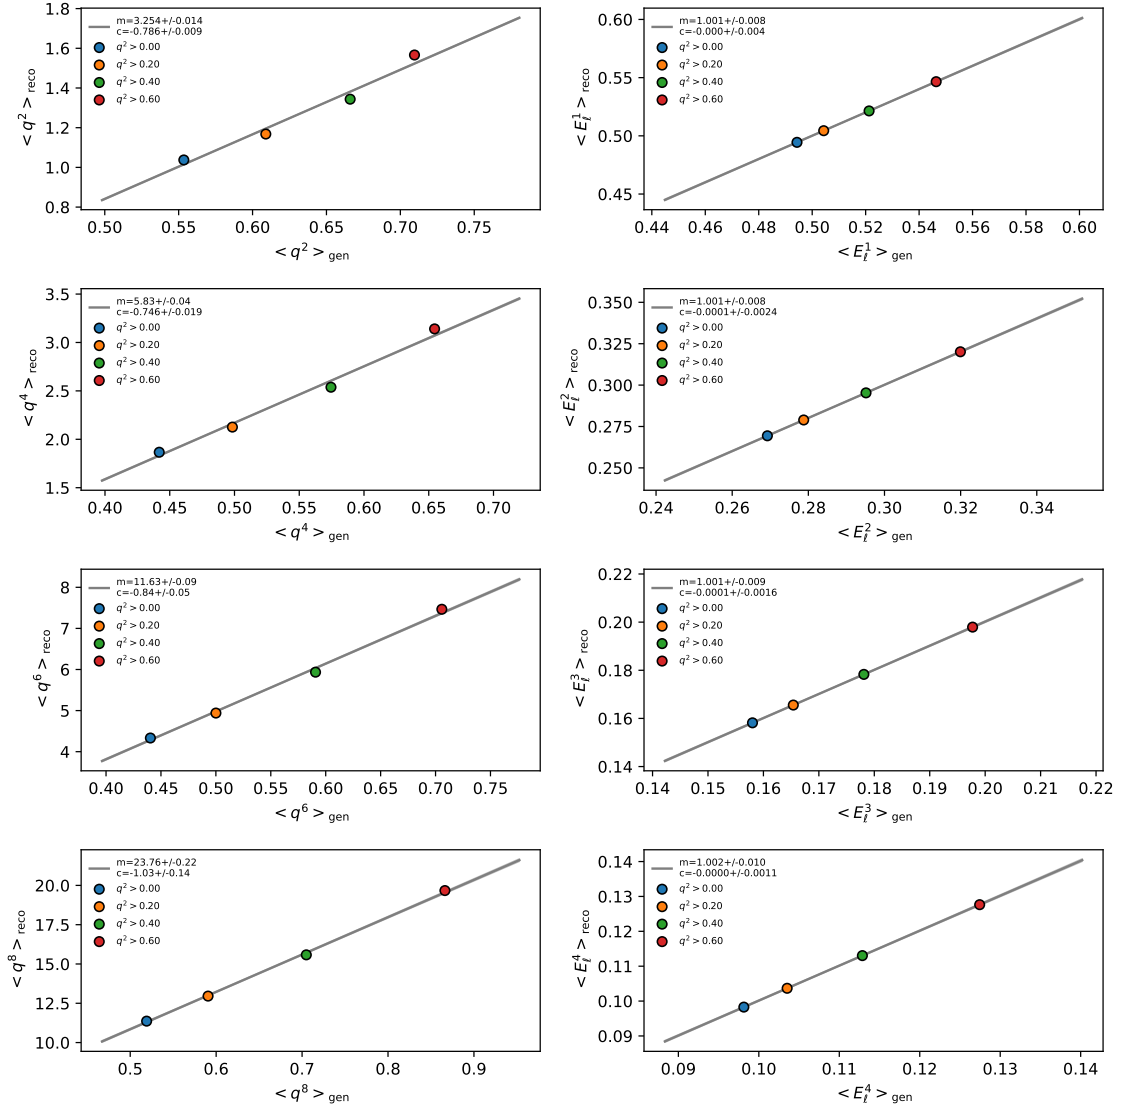 m=3.254+/-0.014
c=-0.786+/-0.009
q² > 0.00
q² > 0.20
q² > 0.40
q² > 0.60
1.8
1.6
1.4
1.2
1.0
0.8
< q² >reco
0.50 0.55 0.60 0.65 0.70 0.75
< q² >gen
m=1.001+/-0.008
c=-0.000+/-0.004
q² > 0.00
q² > 0.20
q² > 0.40
q² > 0.60
0.60
0.55
0.50
0.45
< E¹ℓ >reco
0.44 0.46 0.48 0.50 0.52 0.54 0.56 0.58 0.60
< E¹ℓ >gen
m=5.83+/-0.04
c=-0.746+/-0.019
q² > 0.00
q² > 0.20
q² > 0.40
q² > 0.60
3.5
3.0
2.5
2.0
1.5
< q⁴ >reco
0.40 0.45 0.50 0.55 0.60 0.65 0.70
< q⁴ >gen
m=1.001+/-0.008
c=-0.0001+/-0.0024
q² > 0.00
q² > 0.20
q² > 0.40
q² > 0.60
0.350
0.325
0.300
0.275
0.250
< E²ℓ >reco
0.24 0.26 0.28 0.30 0.32 0.34
< E²ℓ >gen
m=11.63+/-0.09
c=-0.84+/-0.05
q² > 0.00
q² > 0.20
q² > 0.40
q² > 0.60
8
7
6
5
4
< q⁶ >reco
0.40 0.45 0.50 0.55 0.60 0.65 0.70 0.75
< q⁶ >gen
m=1.001+/-0.009
c=-0.0001+/-0.0016
q² > 0.00
q² > 0.20
q² > 0.40
q² > 0.60
0.22
0.20
0.18
0.16
0.14
< E³ℓ >reco
0.14 0.15 0.16 0.17 0.18 0.19 0.20 0.21 0.22
< E³ℓ >gen
m=23.76+/-0.22
c=-1.03+/-0.14
q² > 0.00
q² > 0.20
q² > 0.40
q² > 0.60
20.0
17.5
15.0
12.5
10.0
< q⁸ >reco
0.5 0.6 0.7 0.8 0.9
< q⁸ >gen
m=1.002+/-0.010
c=-0.0000+/-0.0011
q² > 0.00
q² > 0.20
q² > 0.40
q² > 0.60
0.14
0.13
0.12
0.11
0.10
0.09
< E⁴ℓ >reco
0.09 0.10 0.11 0.12 0.13 0.14
< E⁴ℓ >gen